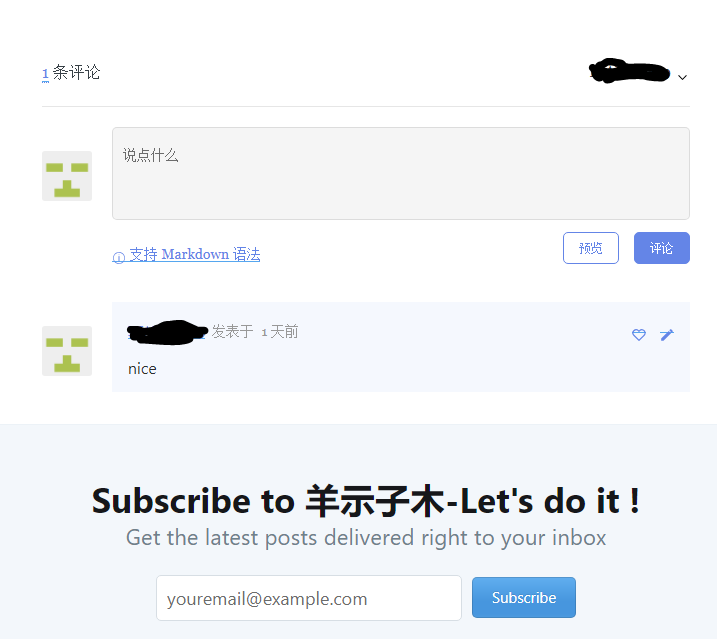 1 条评论
说点什么
支持 Markdown 语法
预览
评论
发表于 1 天前
nice
Subscribe to 羊示子木-Let's do it !
Get the latest posts delivered right to your inbox
youremail@example.com
Subscribe